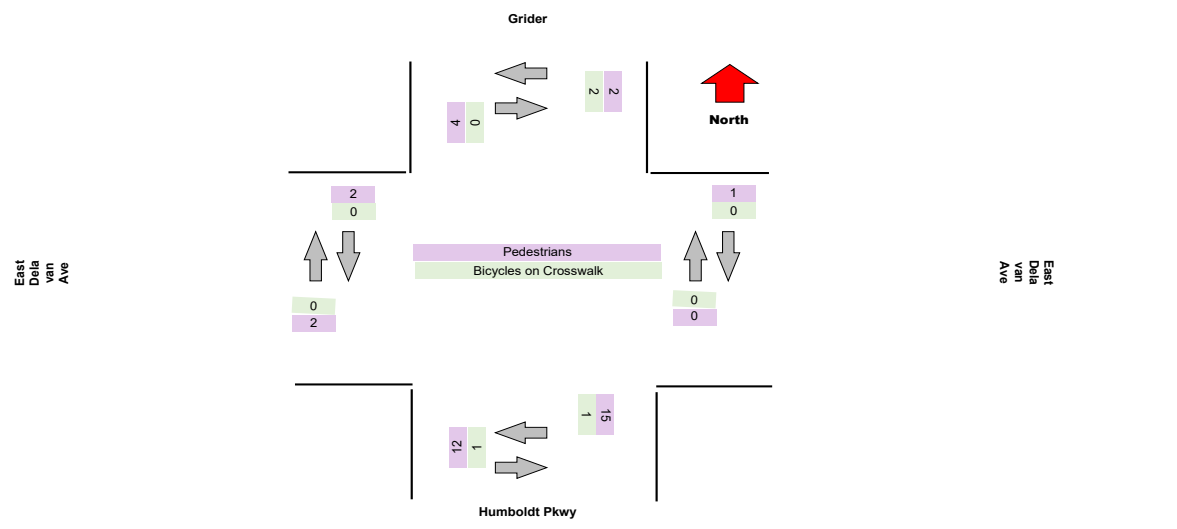 Grider
2
2
4
0
North
2
0
1
0
Pedestrians
Bicycles on Crosswalk
East
Dela
van
Ave
East
Dela
van
Ave
0
2
0
0
1
15
12
1
Humboldt Pkwy